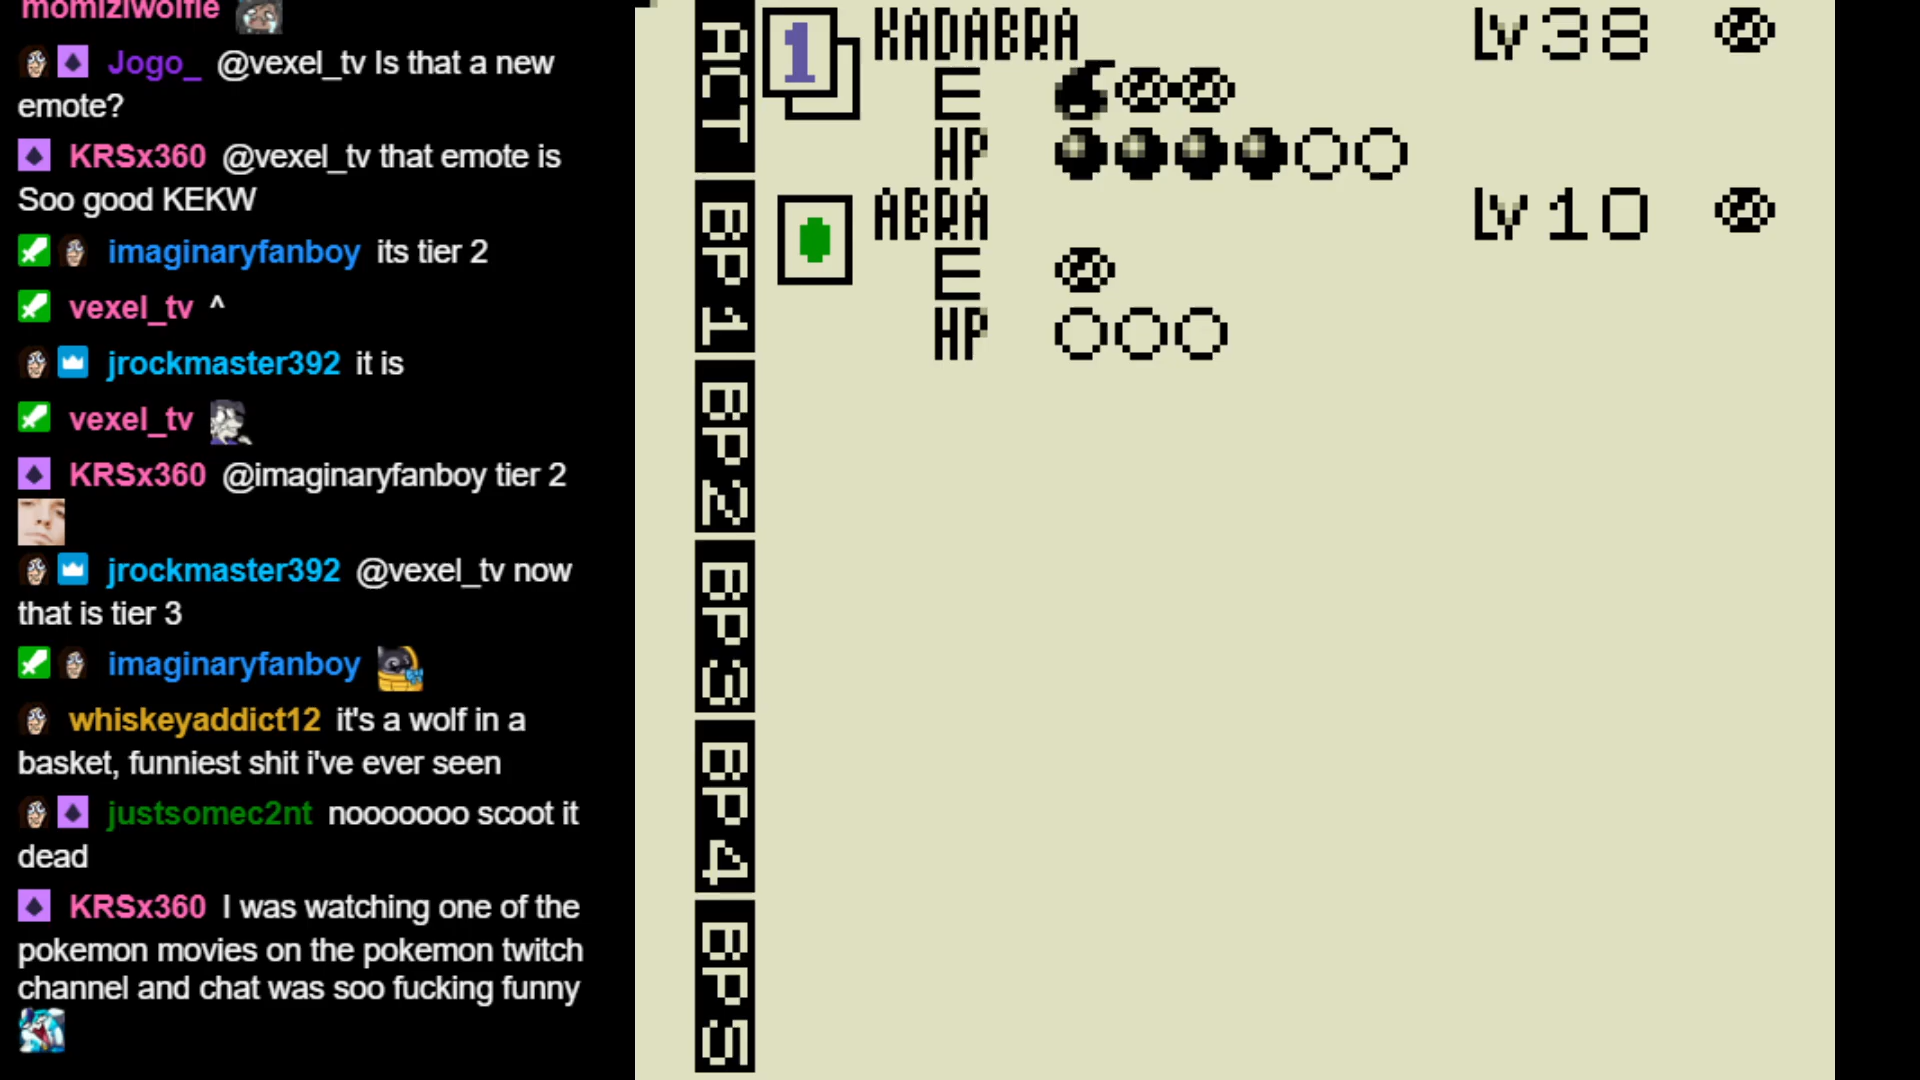 momiziwolfie
Jogo_ @vexel_tv Is that a new
emote?
KRSx360 @vexel_tv that emote is
Soo good KEKW
imaginaryfanboy its tier 2
vexel_tv ^
jrockmaster392 it is
vexel_tv
KRSx360 @imaginaryfanboy tier 2
jrockmaster392 @vexel_tv now
that is tier 3
imaginaryfanboy
whiskeyaddict12 it's a wolf in a
basket, funniest shit i've ever seen
justsomec2nt nooooooo scoot it
dead
KRSx360 I was watching one of the
pokemon movies on the pokemon twitch
channel and chat was soo fucking funny
ACT
1
KADABRA Lv38
E
HP
BP1
ABRA Lv10
E
HP
BP2
BP3
BP4
BP5